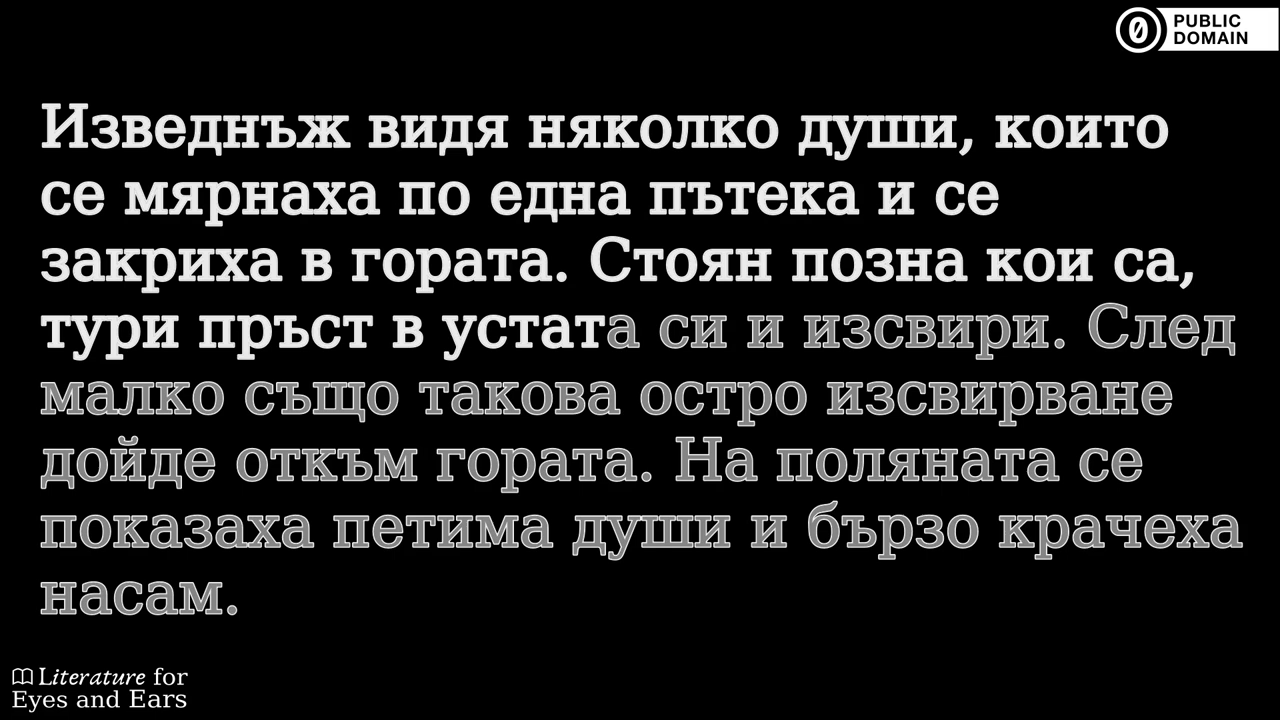 PUBLIC
DOMAIN
Изведнъж видя няколко души, които
се мярнаха по една пътека и се
закриха в гората. Стоян позна кои са,
тури пръст в устата си и изсвири. След
малко също такова остро изсвирване
дойде откъм гората. На поляната се
показаха петима души и бързо крачеха
насам.
Literature for
Eyes and Ears